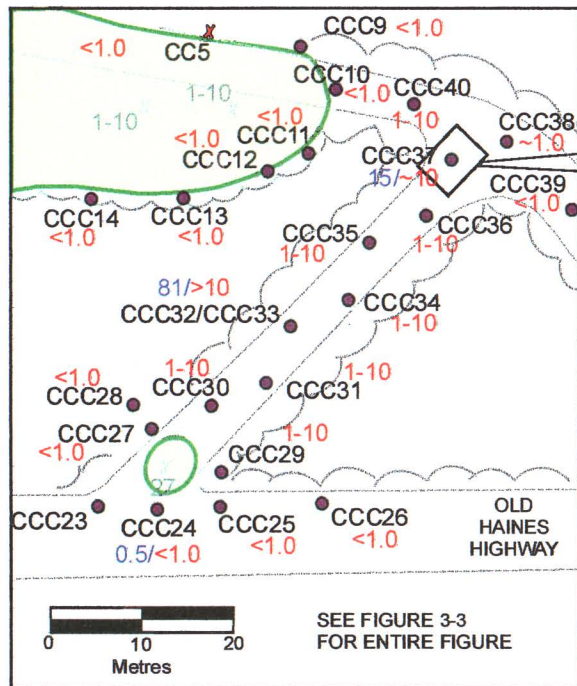 CCC9 <1.0
<1.0
CC5
CCC10
<1.0
CCC40
1-10
1-10
1-10
CCC38
~1.0
<1.0
<1.0
CCC11
CCC12
CCC37
15/~10
CCC39
<1.0
CCC14
<1.0
CCC13
<1.0
CCC36
1-10
CCC35
1-10
81/>10
CCC32/CCC33
CCC34
1-10
1-10
<1.0
CCC28
CCC30
CCC31
1-10
CCC27
<1.0
1-10
CCC29
27
CCC23
CCC24
0.5/<1.0
CCC25
<1.0
CCC26
<1.0
OLD
HAINES
HIGHWAY
0 10 20
Metres
SEE FIGURE 3-3
FOR ENTIRE FIGURE